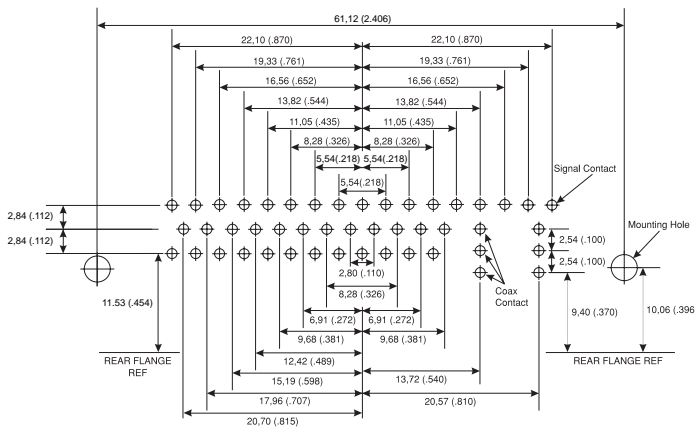 61,12 (2.406)
22,10 (.870) 22,10 (.870)
19,33 (.761) 19,33 (.761)
16,56 (.652) 16,56 (.652)
13,82 (.544) 13,82 (.544)
11,05 (.435) 11,05 (.435)
8,28 (.326) 8,28 (.326)
5,54(.218) 5,54(.218)
5,54(.218)
Signal Contact
2,84 (.112)
2,84 (.112)
Mounting Hole
2,54 (.100)
2,54 (.100)
2,80 (.110)
Coax
Contact
8,28 (.326)
11.53 (.454)
9,40 (.370)
10,06 (.396
6,91 (.272) 6,91 (.272)
9,68 (.381) 9,68 (.381)
REAR FLANGE
REF
REAR FLANGE REF
12,42 (.489)
15,19 (.598)
13,72 (.540)
17,96 (.707)
20,57 (.810)
20,70 (.815)